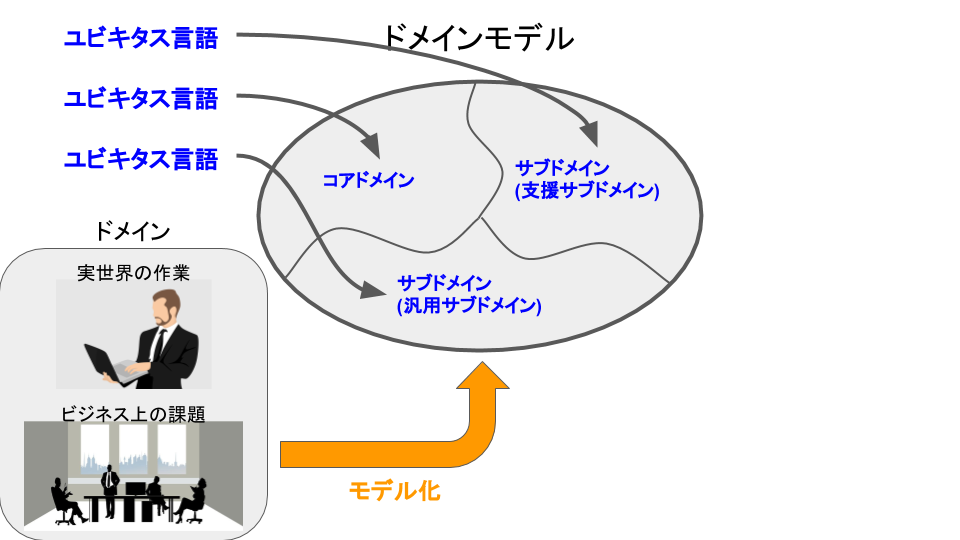 ドメインモデル
ユビキタス言語
ユビキタス言語
ユビキタス言語
コアドメイン
サブドメイン
(支援サブドメイン)
サブドメイン
(汎用サブドメイン)
ドメイン
実世界の作業
ビジネス上の課題
モデル化